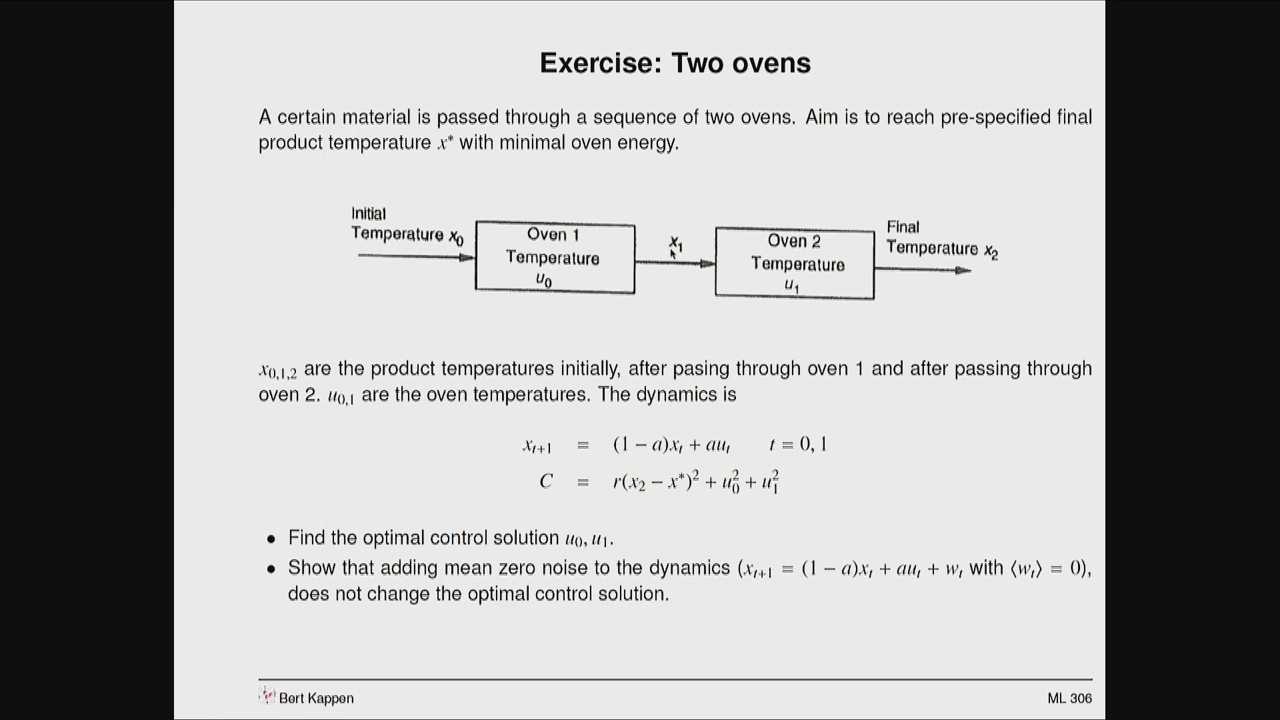 Exercise: Two ovens
A certain material is passed through a sequence of two ovens. Aim is to reach pre-specified final
product temperature x* with minimal oven energy.
Initial
Temperature x₀
Oven 1
Temperature
u₀
x₁
Oven 2
Temperature
u₁
Final
Temperature x₂
x₀,₁,₂ are the product temperatures initially, after pasing through oven 1 and after passing through
oven 2. u₀,₁ are the oven temperatures. The dynamics is
xₜ₊₁ = (1 − a)xₜ + auₜ t = 0, 1
C = r(x₂ − x*)² + u₀² + u₁²
• Find the optimal control solution u₀, u₁.
• Show that adding mean zero noise to the dynamics (xₜ₊₁ = (1 − a)xₜ + auₜ + wₜ with ⟨wₜ⟩ = 0),
does not change the optimal control solution.
Bert Kappen
ML 306